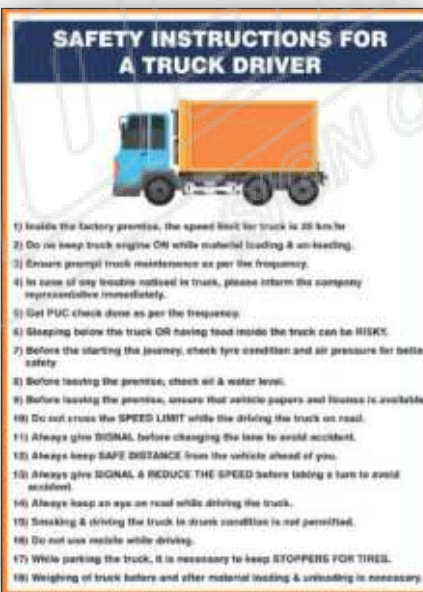 SAFETY INSTRUCTIONS FOR
A TRUCK DRIVER
1) Inside the factory premise, the speed limit for truck is 20 km/hr
2) Do no keep truck engine ON while material loading & un-loading.
3) Ensure prompt truck maintenance as per the frequency.
4) In case of any trouble noticed in truck, please inform the company
representative immediately.
5) Get PUC check done as per the frequency.
6) Sleeping below the truck OR having food inside the truck can be RISKY.
7) Before the starting the journey, check tyre condition and air pressure for bette
safety
8) Before leaving the premise, check oil & water level.
9) Before leaving the premise, ensure that vehicle papers and license is available
10) Do not cross the SPEED LIMIT while the driving the truck on road.
11) Always give SIGNAL before changing the lane to avoid accident.
12) Always keep SAFE DISTANCE from the vehicle ahead of you.
13) Always give SIGNAL & REDUCE THE SPEED before taking a turn to avoid
accident.
14) Always keep an eye on road while driving the truck.
15) Smoking & driving the truck in drunk condition is not permitted.
16) Do not use mobile while driving.
17) While parking the truck, it is necessary to keep STOPPERS FOR TIRES.
18) Weighing of truck before and after material loading & unloading is necessary.